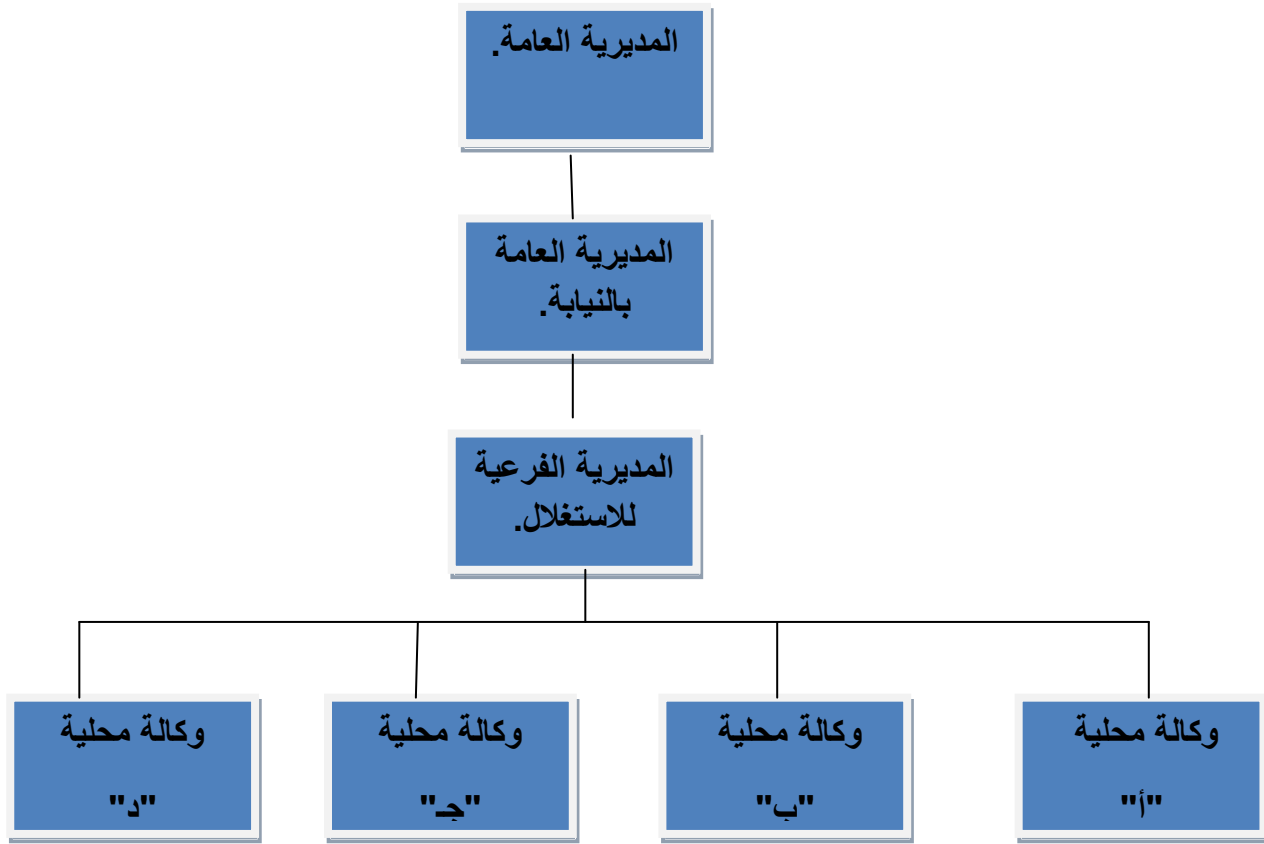 المديرية العامة.
المديرية العامة
بالنيابة.
المديرية الفرعية
للاستغلال.
وكالة محلية
"أ"
وكالة محلية
"ب"
وكالة محلية
"جـ"
وكالة محلية
"د"